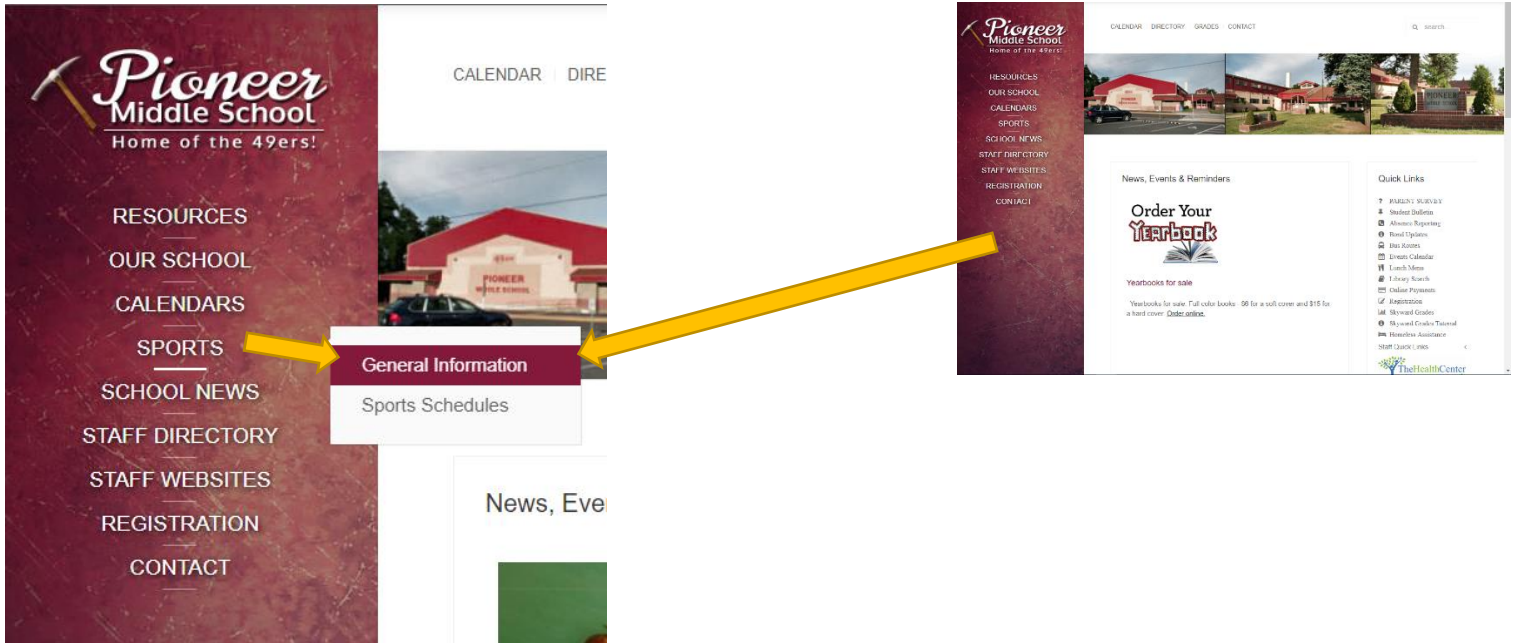 Pioneer
Middle School
Home of the 49ers!
CALENDAR DIRE
RESOURCES
OUR SCHOOL
CALENDARS
SPORTS
SCHOOL NEWS
STAFF DIRECTORY
STAFF WEBSITES
REGISTRATION
CONTACT
PIONEER
MIDDLE SCHOOL
General Information
Sports Schedules
News, Eve
Pioneer
Middle School
Home of the 49ers!
CALENDAR DIRECTORY GRADES CONTACT
search
RESOURCES
OUR SCHOOL
CALENDARS
SPORTS
SCHOOL NEWS
STAFF DIRECTORY
STAFF WEBSITES
REGISTRATION
CONTACT
PIONEER
News, Events & Reminders
Order Your
YEARbook
Yearbooks for sale
Yearbooks for sale. Full color books. $6 for a soft cover and $15 for
a hard cover. Order online.
Quick Links
PARENT SURVEY
Student Bulletin
Absence Reporting
Bond Updates
Bus Routes
Events Calendar
Lunch Menu
Library Search
Online Payments
Registration
Skyward Grades
Skyward Grades Tutorial
Homeless Assistance
Staff Quick Links
TheHealthCenter